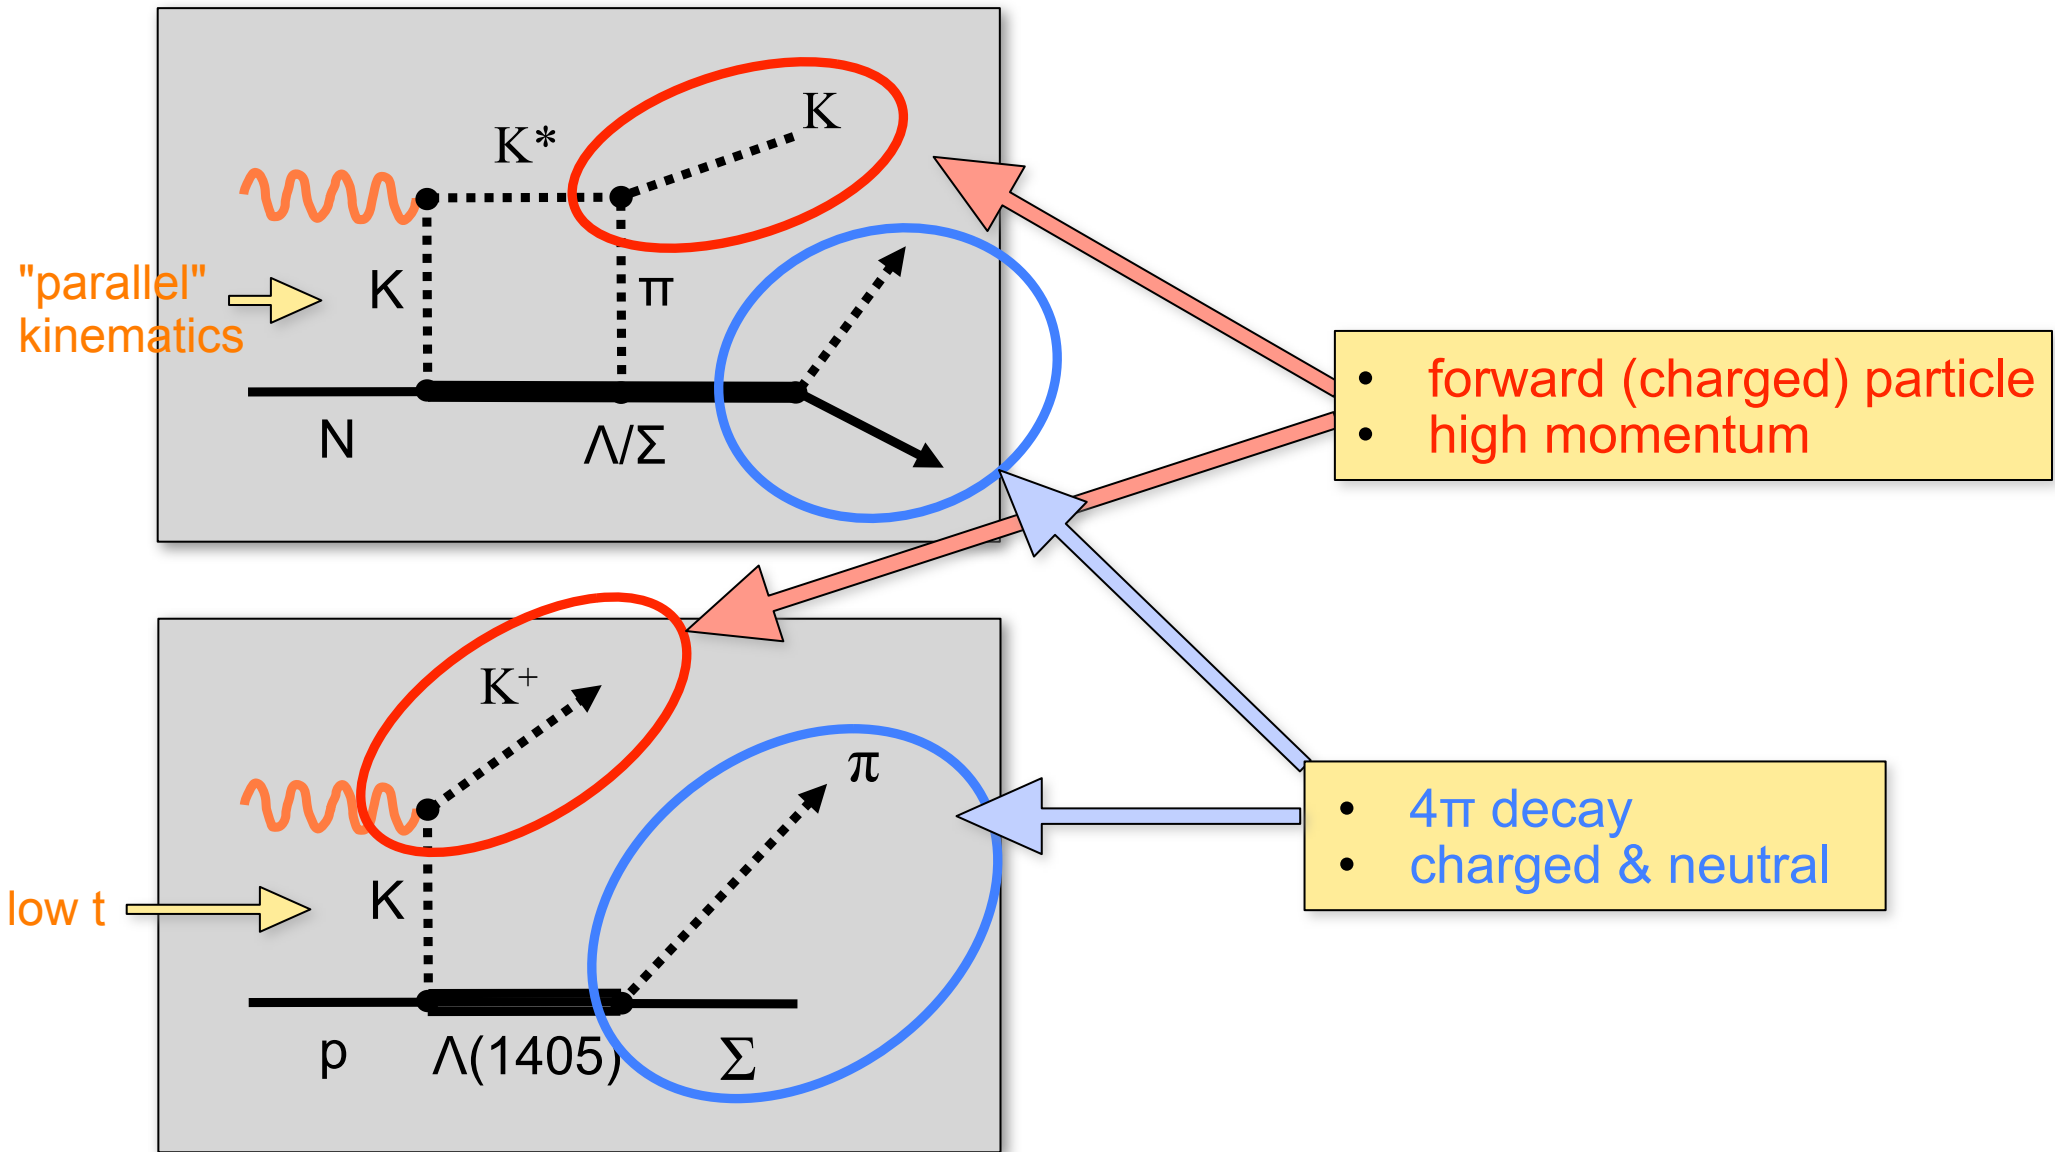 K
K*
"parallel"
kinematics
K
π
N
Λ/Σ
• forward (charged) particle
• high momentum
K⁺
π
low t
K
p
Λ(1405)
Σ
• 4π decay
• charged & neutral